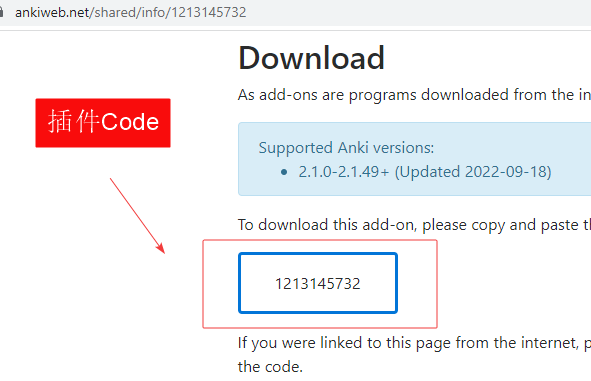 ankiweb.net/shared/info/1213145732
Download
As add-ons are programs downloaded from the in
插件Code
Supported Anki versions:
• 2.1.0-2.1.49+ (Updated 2022-09-18)
To download this add-on, please copy and paste th
1213145732
If you were linked to this page from the internet, p
the code.